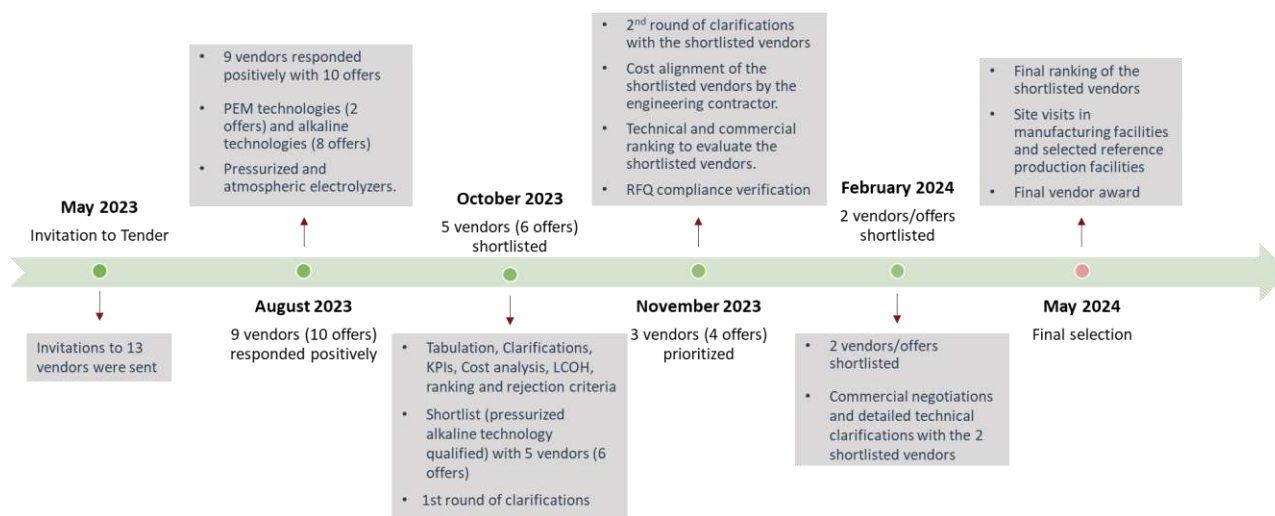 May 2023
Invitation to Tender
Invitations to 13
vendors were sent
• 9 vendors responded
positively with 10 offers
• PEM technologies (2
offers) and alkaline
technologies (8 offers)
• Pressurized and
atmospheric electrolyzers.
August 2023
9 vendors (10 offers)
responded positively
October 2023
5 vendors (6 offers)
shortlisted
• Tabulation, Clarifications,
KPIs, Cost analysis, LCOH,
ranking and rejection criteria
• Shortlist (pressurized
alkaline technology
qualified) with 5 vendors (6
offers)
• 1st round of clarifications
• 2nd round of clarifications
with the shortlisted vendors
• Cost alignment of the
shortlisted vendors by the
engineering contractor.
• Technical and commercial
ranking to evaluate the
shortlisted vendors.
• RFQ compliance verification
November 2023
3 vendors (4 offers)
prioritized
February 2024
2 vendors/offers
shortlisted
• 2 vendors/offers
shortlisted
• Commercial negotiations
and detailed technical
clarifications with the 2
shortlisted vendors
• Final ranking of the
shortlisted vendors
• Site visits in
manufacturing facilities
and selected reference
production facilities
• Final vendor award
May 2024
Final selection